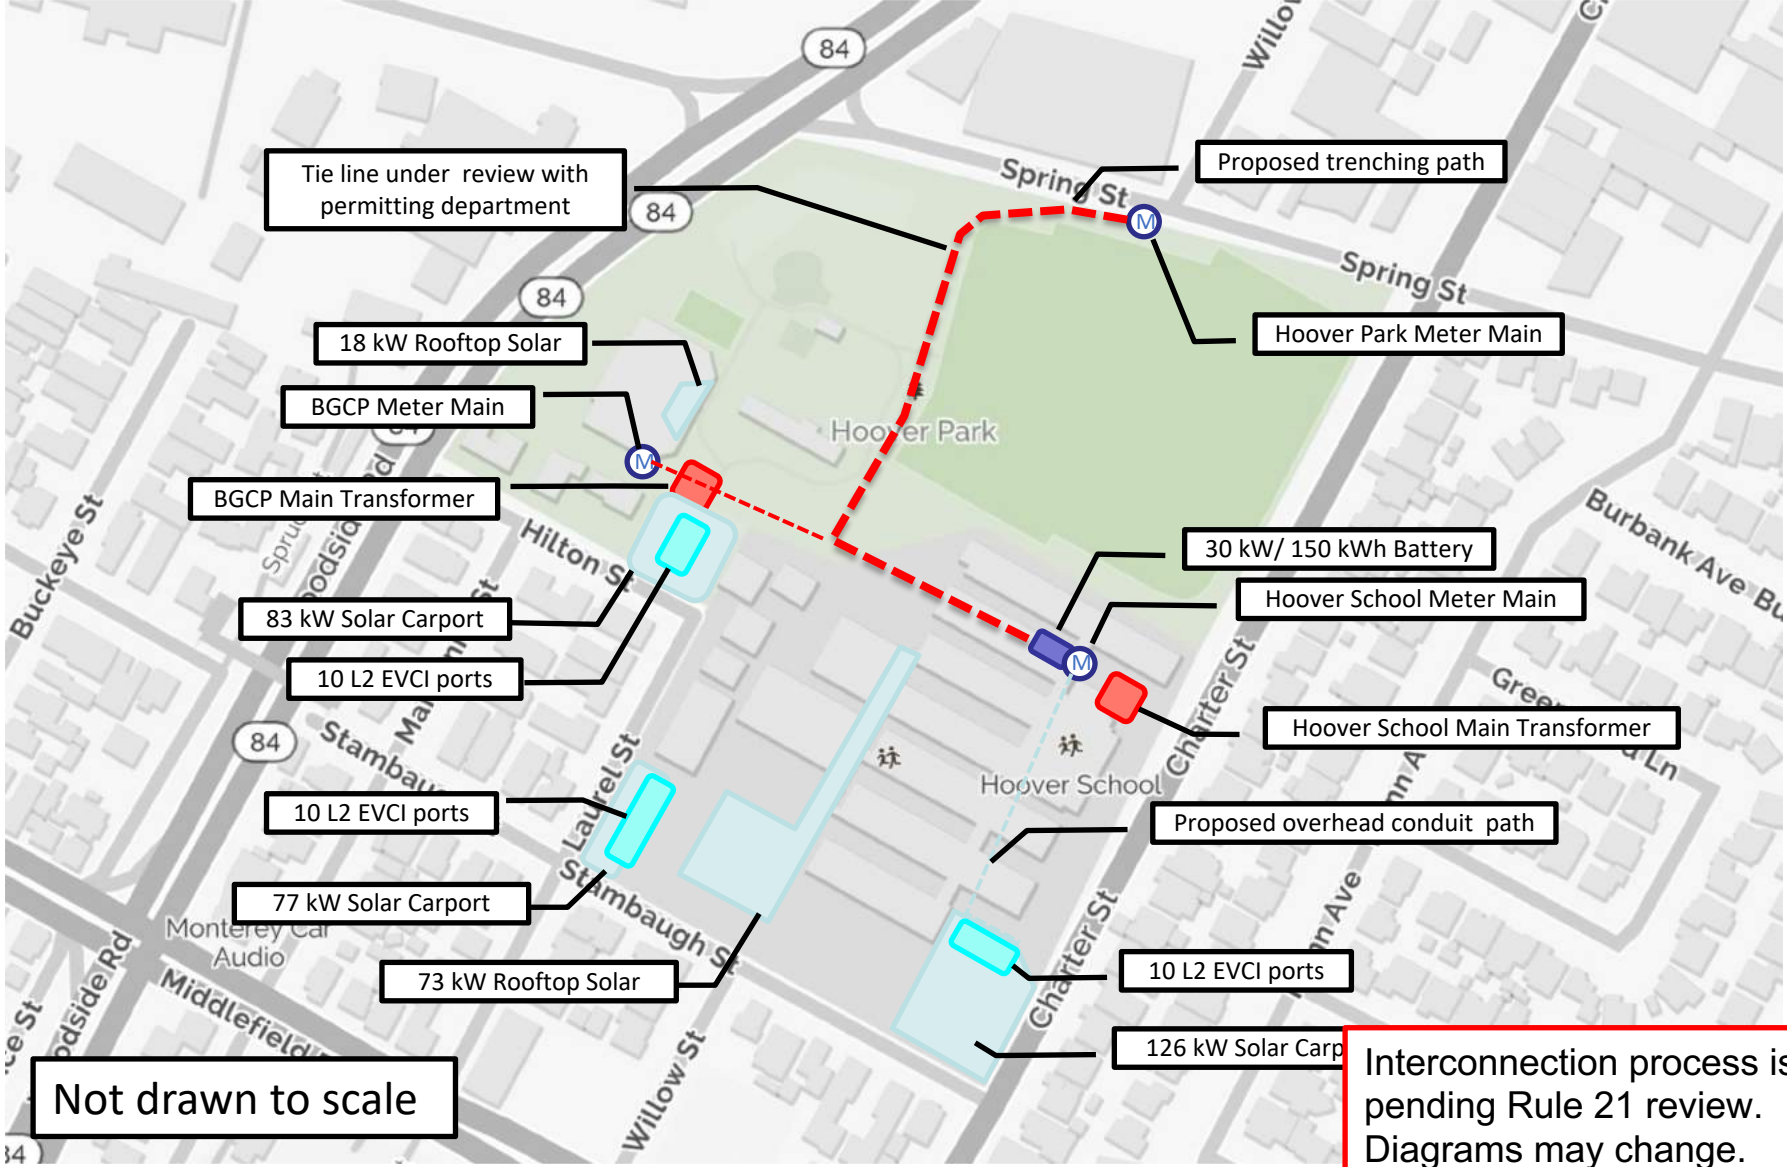 84
Willow
Tie line under review with
permitting department
Proposed trenching path
Spring St
84
M
Spring St
84
Hoover Park Meter Main
18 kW Rooftop Solar
BGCP Meter Main
Hoover Park
M
BGCP Main Transformer
Buckeye St
Hilton St
Burbank Ave
30 kW/ 150 kWh Battery
Hoover School Meter Main
83 kW Solar Carport
M
10 L2 EVCI ports
Charter St
Hoover School Main Transformer
84
Laurel St
Hoover School
10 L2 EVCI ports
Proposed overhead conduit path
77 kW Solar Carport
Stambaugh St
Monterey Car
Audio
73 kW Rooftop Solar
10 L2 EVCI ports
Charter St
Middlefield
Willow St
126 kW Solar Carp
Not drawn to scale
Interconnection process is
pending Rule 21 review.
Diagrams may change.
84